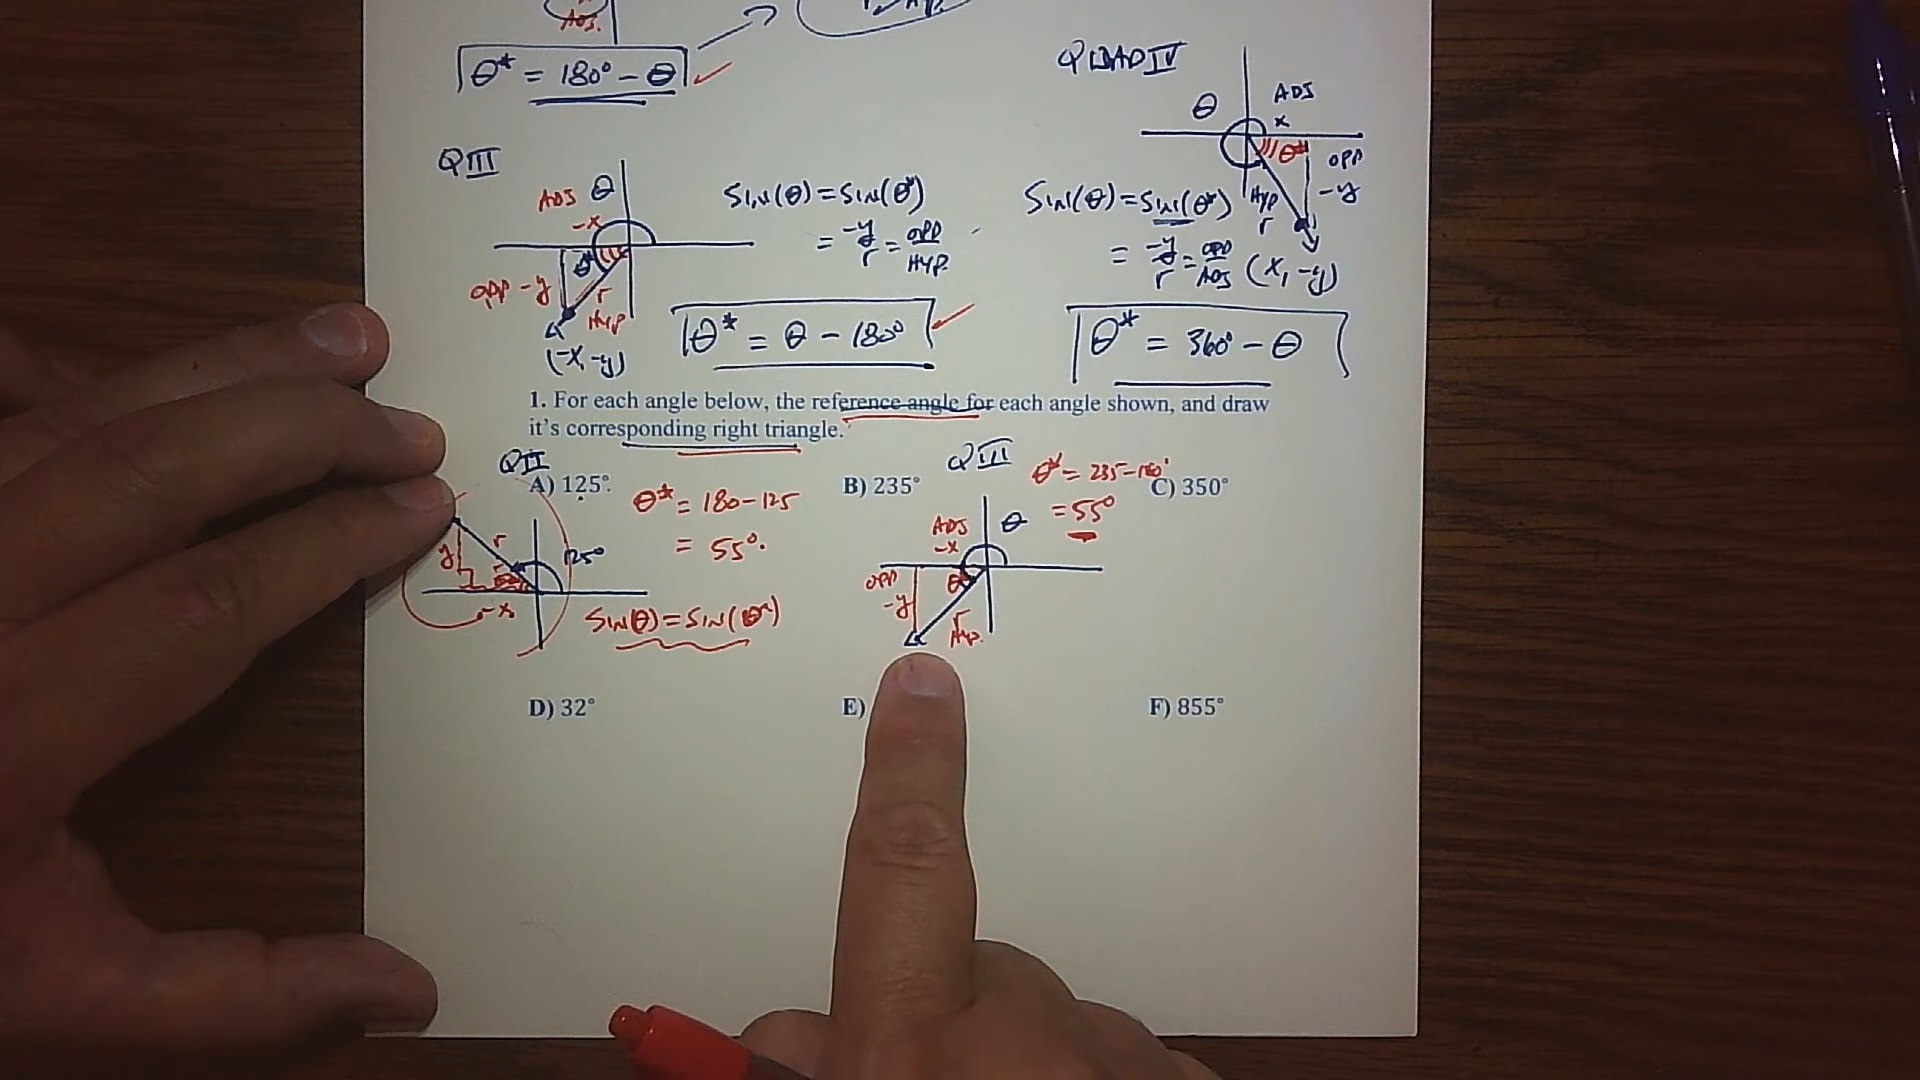 ADJ.
θ* = 180° - θ
QUAD IV
θ
ADJ
x
θ*
OPP
-y
HYP
r
(x, -y)
Sin(θ) = Sin(θ*)
= -y/r = OPP/ADJ
θ* = 360° - θ
QIII
ADJ θ
-x
θ*
OPP -y
r
HYP
(-x, -y)
Sin(θ) = Sin(θ*)
= -y/r = OPP/HYP.
θ* = θ - 180°
1. For each angle below, the reference angle for each angle shown, and draw
it's corresponding right triangle.
QII
A) 125°.
θ* = 180 - 125
= 55°.
125°
y
r
-x
Sin(θ) = Sin(θ*)
QIII
B) 235°
θ* = 235 - 180°
= 55°
ADJ θ
-x
OPP
-y
θ*
r
HYP.
C) 350°
D) 32°
E)
F) 855°